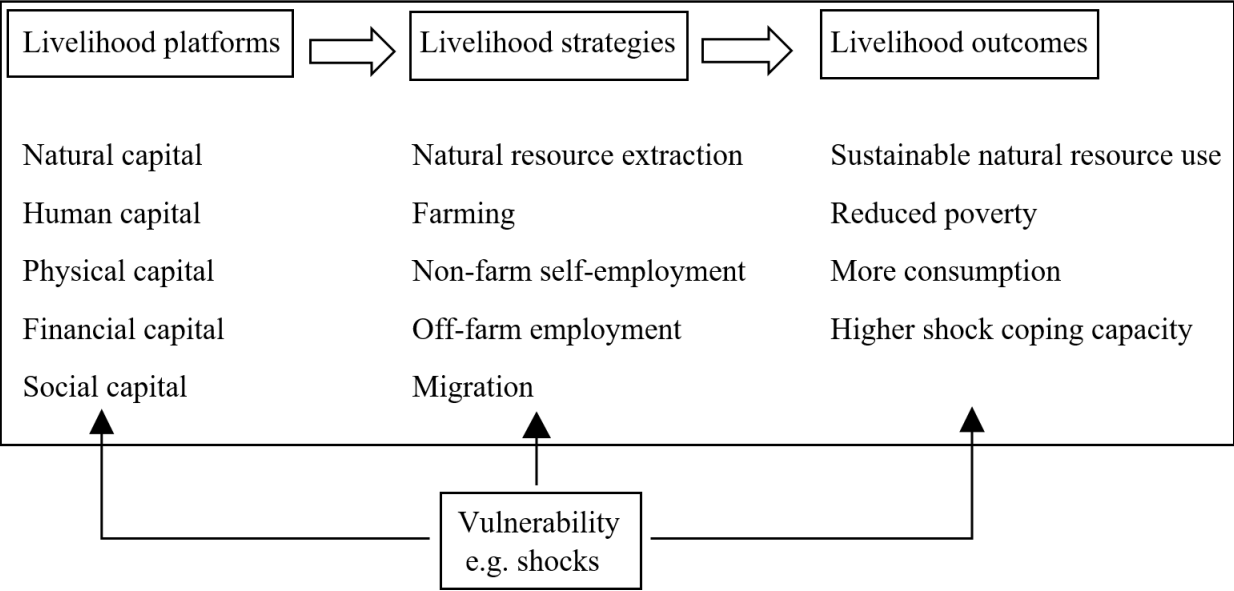 Livelihood platforms
Livelihood strategies
Livelihood outcomes
Natural capital
Natural resource extraction
Sustainable natural resource use
Human capital
Farming
Reduced poverty
Physical capital
Non-farm self-employment
More consumption
Financial capital
Off-farm employment
Higher shock coping capacity
Social capital
Migration
Vulnerability
e.g. shocks